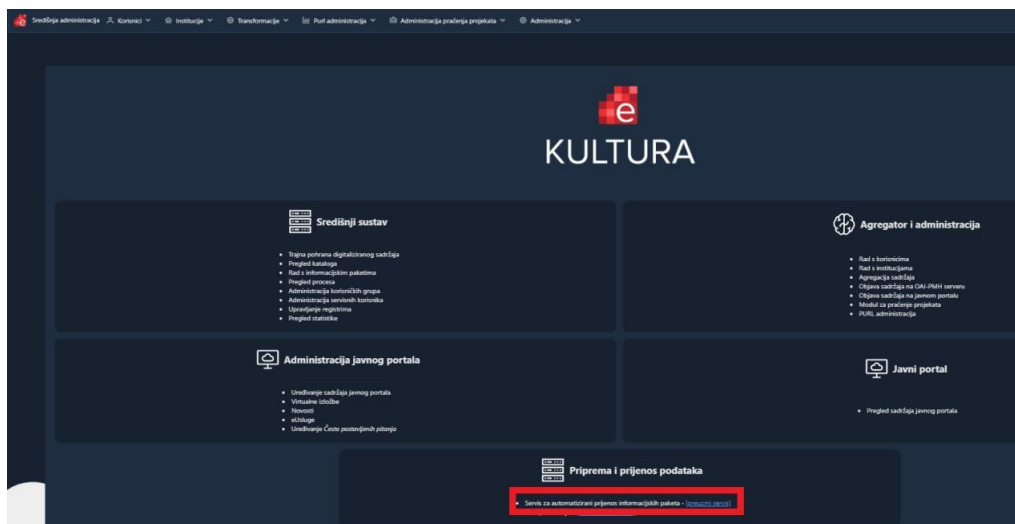 Središnja administracija Korisnici Institucije Transformacije Purl administracija Administracija praćenja projekata Administracija
e
KULTURA
Središnji sustav
Trajna pohrana digitaliziranog sadržaja
Pregled kataloga
Rad s informacijskim paketima
Pregled procesa
Administracija korisničkih grupa
Administracija servisnih korisnika
Upravljanje registrima
Pregled statistike
Agregator i administracija
Rad s korisnicima
Rad s institucijama
Agregacija sadržaja
Objava sadržaja na OAI-PMH serveru
Objava sadržaja na javnom portalu
Modul za praćenje projekata
PURL administracija
Administracija javnog portala
Uređivanje sadržaja javnog portala
Virtualne izložbe
Novosti
eUsluge
Uređivanje Često postavljenih pitanja
Javni portal
Pregled sadržaja javnog portala
Priprema i prijenos podataka
Servis za automatizirani prijenos informacijskih paketa - [preuzmi servis]